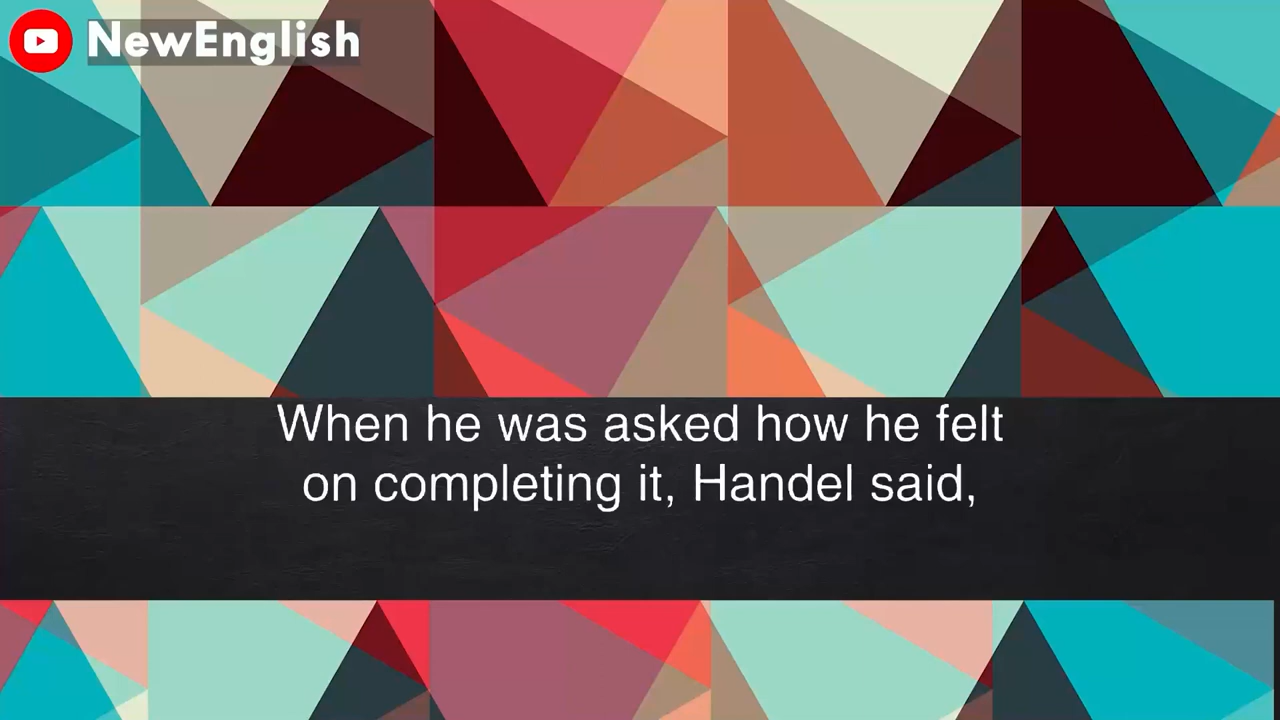 NewEnglish
When he was asked how he felt
on completing it, Handel said,